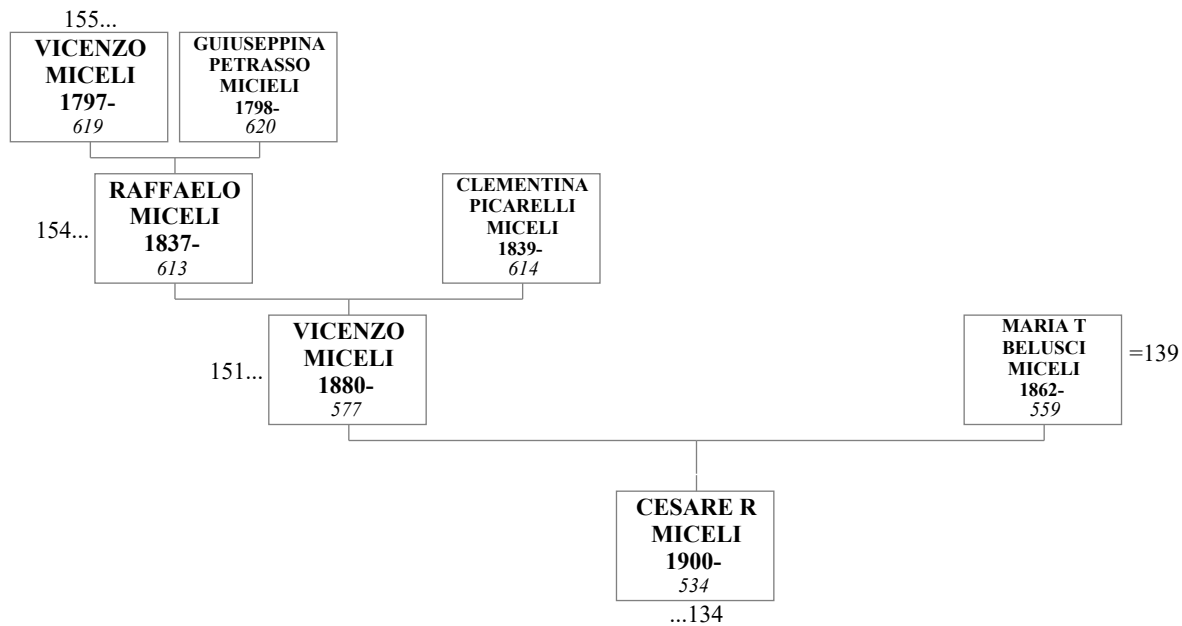 155...
VICENZO
MICELI
1797-
619
GUIUSEPPINA
PETRASSO
MICIELI
1798-
620
154...
RAFFAELO
MICELI
1837-
613
CLEMENTINA
PICARELLI
MICELI
1839-
614
151...
VICENZO
MICELI
1880-
577
MARIA T
BELUSCI
MICELI
1862-
559
=139
CESARE R
MICELI
1900-
534
...134